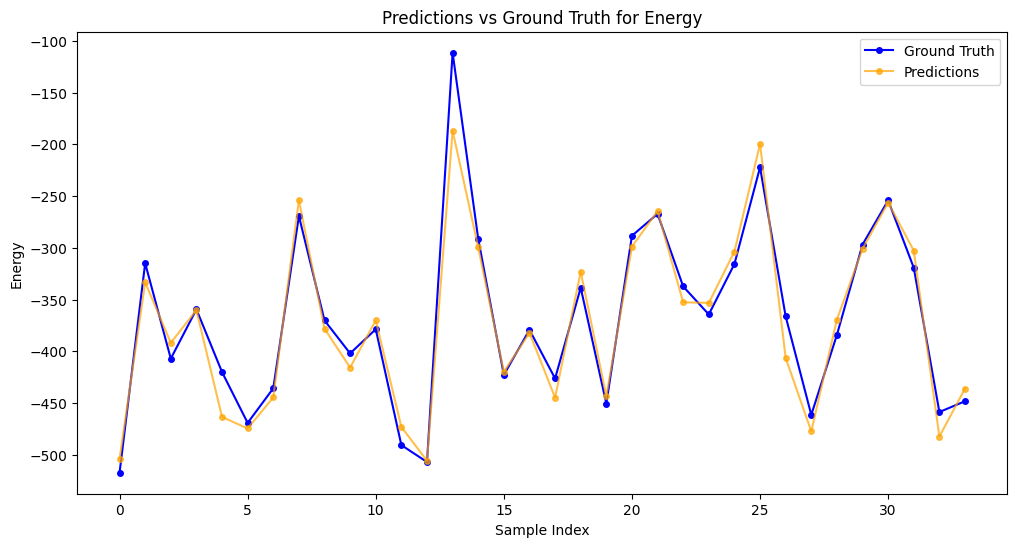 Predictions vs Ground Truth for Energy
Ground Truth
Predictions
Energy
−100
−150
−200
−250
−300
−350
−400
−450
−500
0 5 10 15 20 25 30
Sample Index